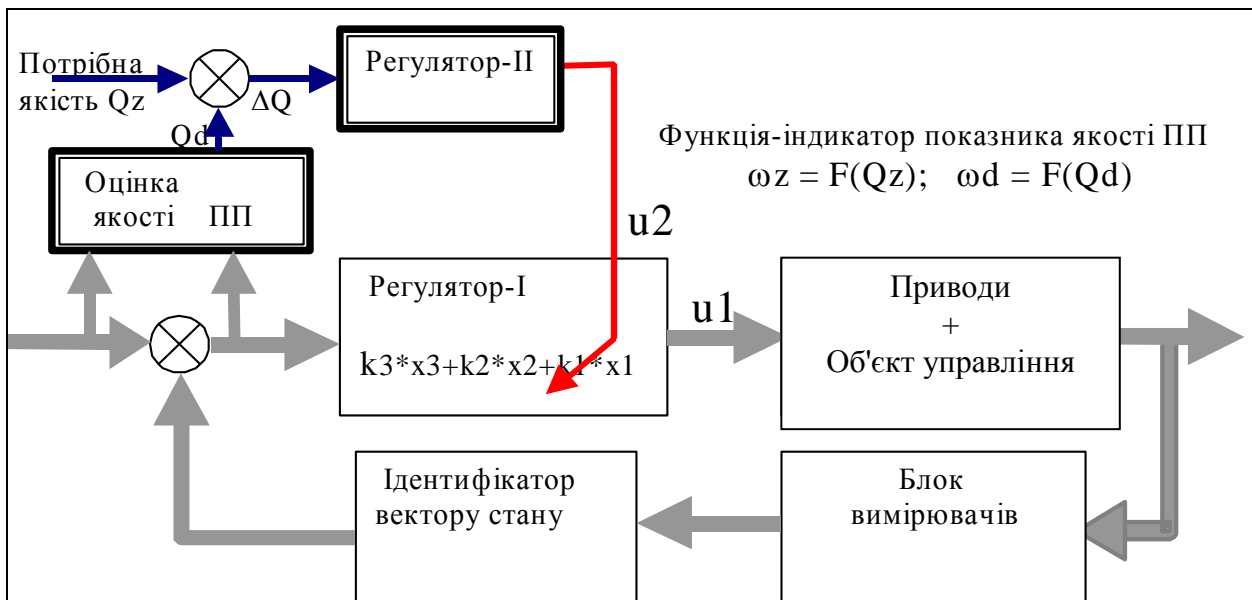 Потрібна
якість Qz
ΔQ
Регулятор-II
Qd
Оцінка
якості ПП
Функція-індикатор показника якості ПП
ωz = F(Qz); ωd = F(Qd)
u2
Регулятор-I
k3*x3+k2*x2+k1*x1
u1
Приводи
+
Об'єкт управління
Ідентифікатор
вектору стану
Блок
вимірювачів